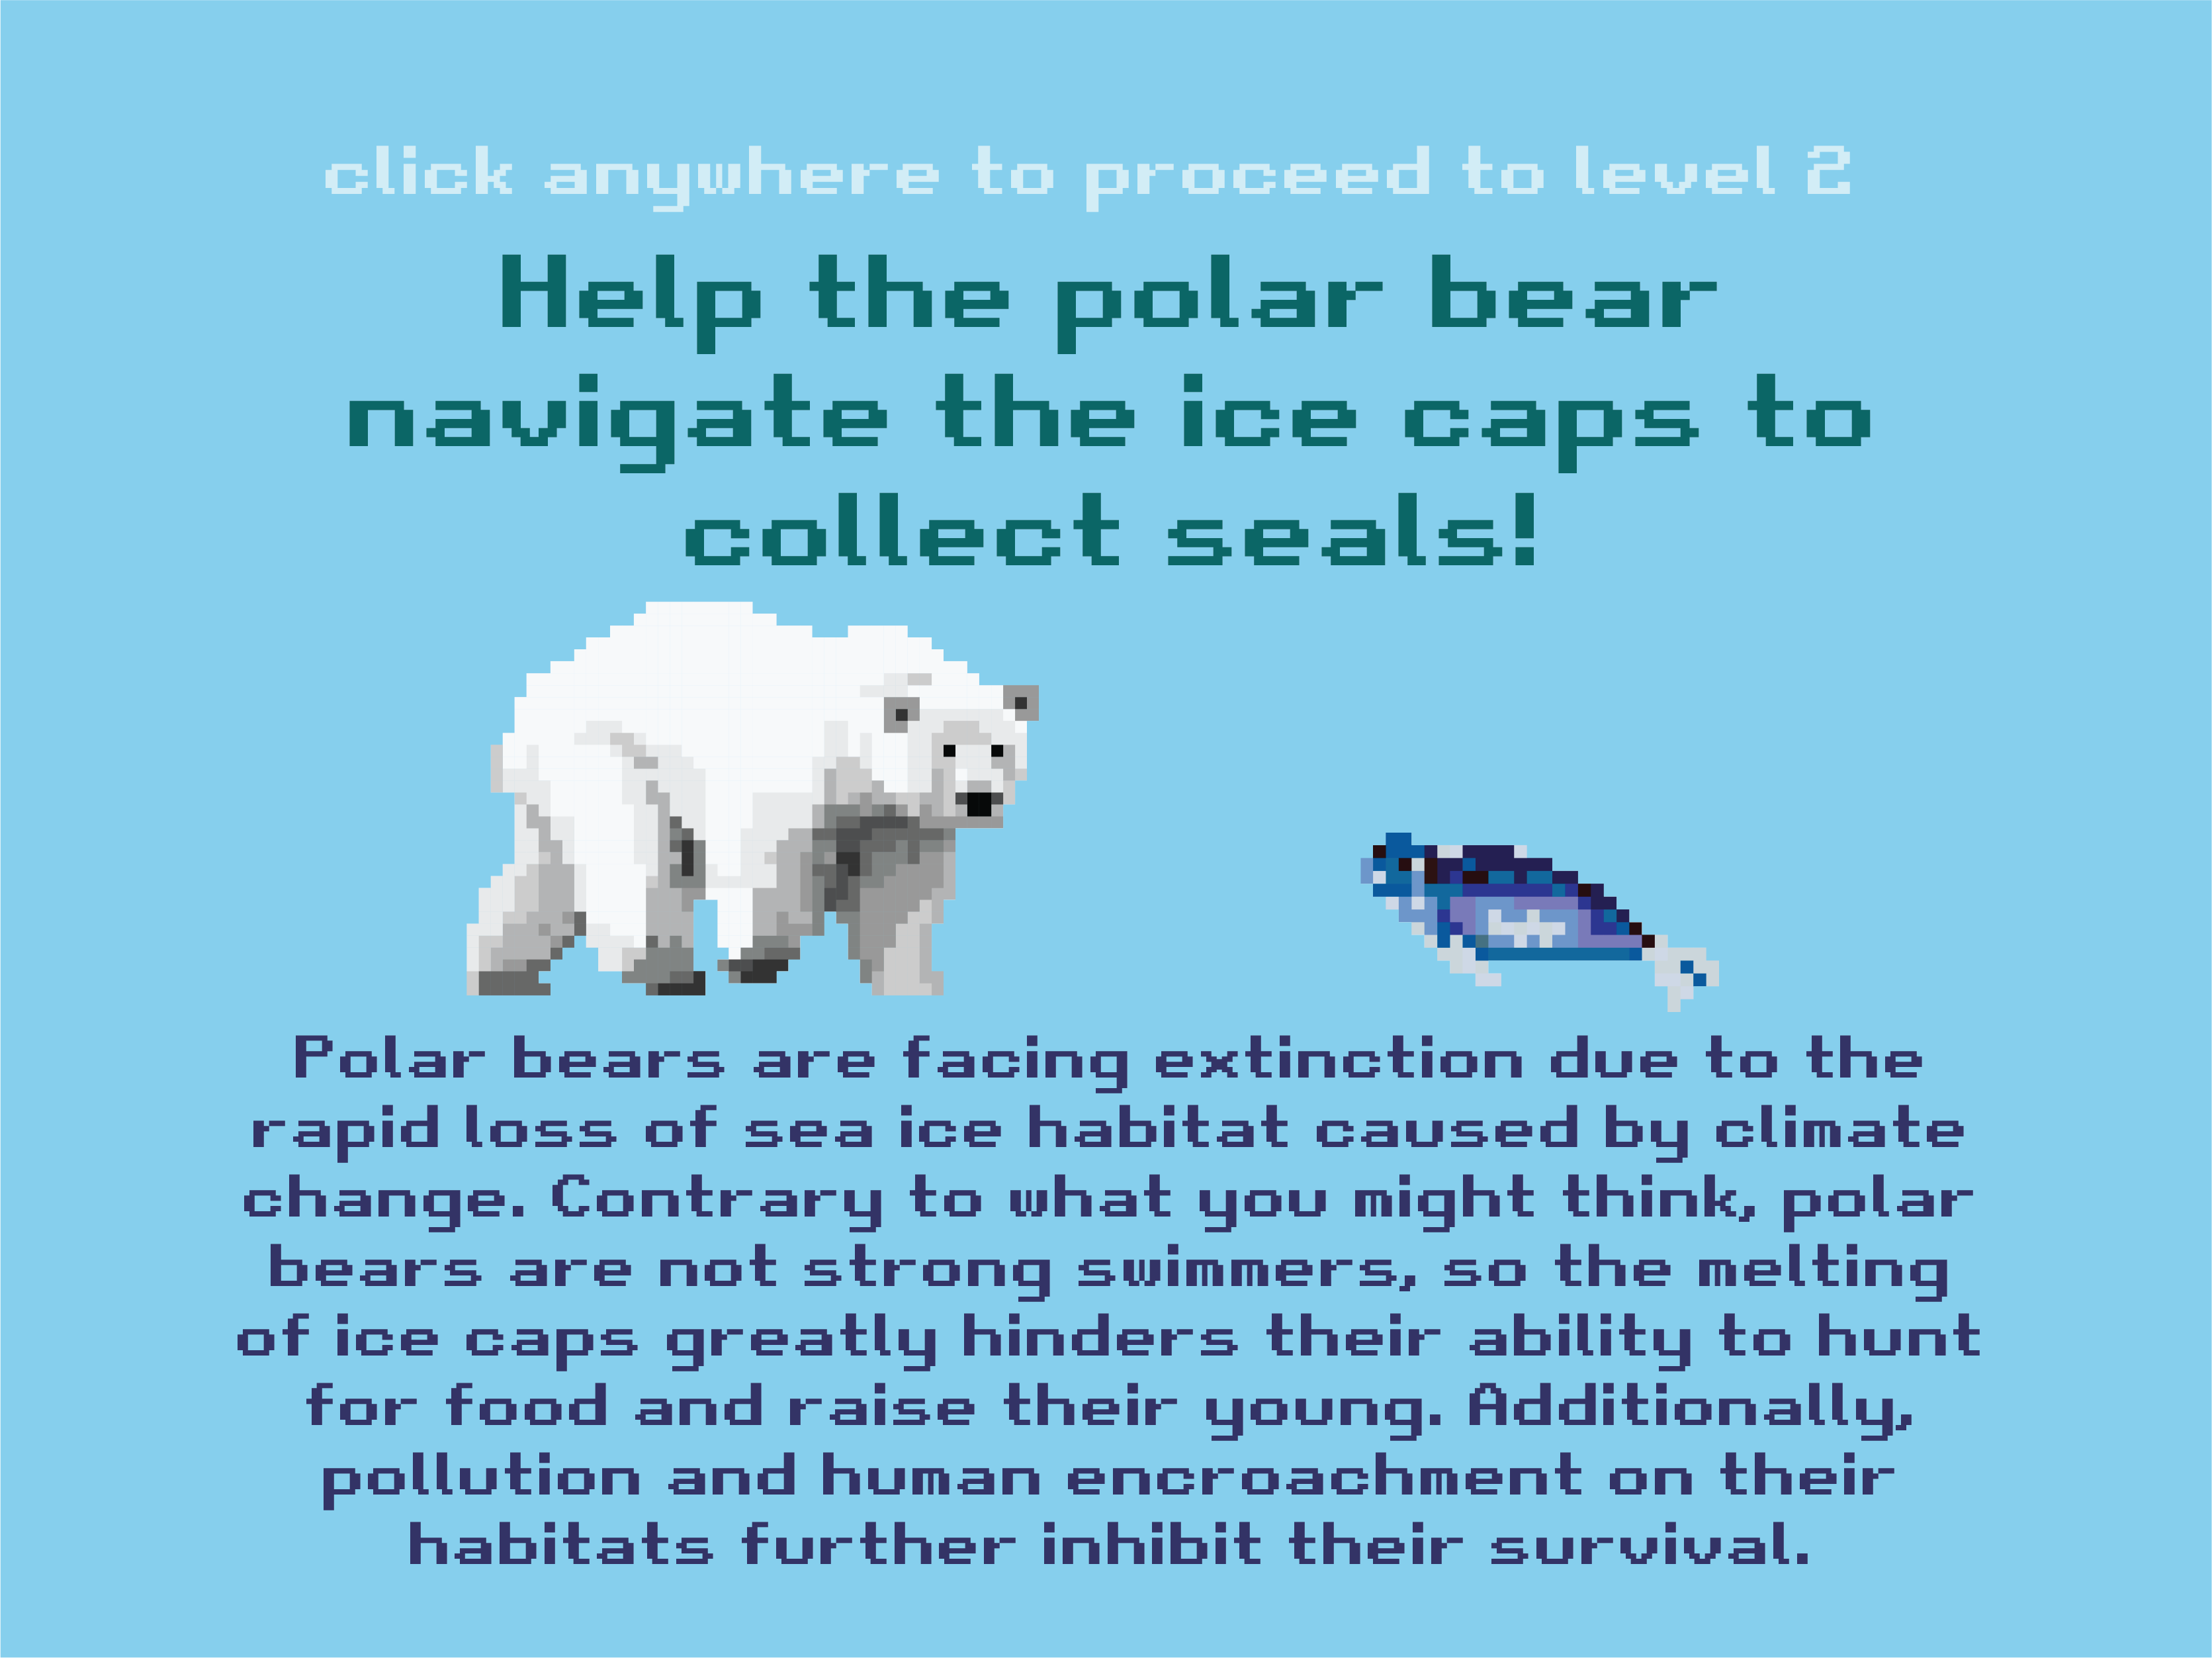 click anywhere to proceed to level 2
Help the polar bear
navigate the ice caps to
collect seals!
Polar bears are facing extinction due to the
rapid loss of sea ice habitat caused by climate
change. Contrary to what you might think, polar
bears are not strong swimmers, so the melting
of ice caps greatly hinders their ability to hunt
for food and raise their young. Additionally,
pollution and human encroachment on their
habitats further inhibit their survival.